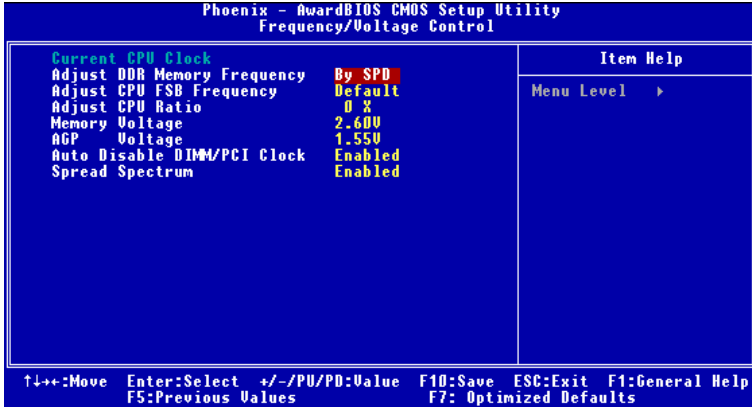 Phoenix - AwardBIOS CMOS Setup Utility
Frequency/Voltage Control
Current CPU Clock
Item Help
Adjust DDR Memory Frequency By SPD
Adjust CPU FSB Frequency Default
Menu Level ▸
Adjust CPU Ratio 0 X
Memory Voltage 2.60V
AGP Voltage 1.55V
Auto Disable DIMM/PCI Clock Enabled
Spread Spectrum Enabled
↑↓→←:Move Enter:Select +/-/PU/PD:Value F10:Save ESC:Exit F1:General Help
F5:Previous Values F7: Optimized Defaults